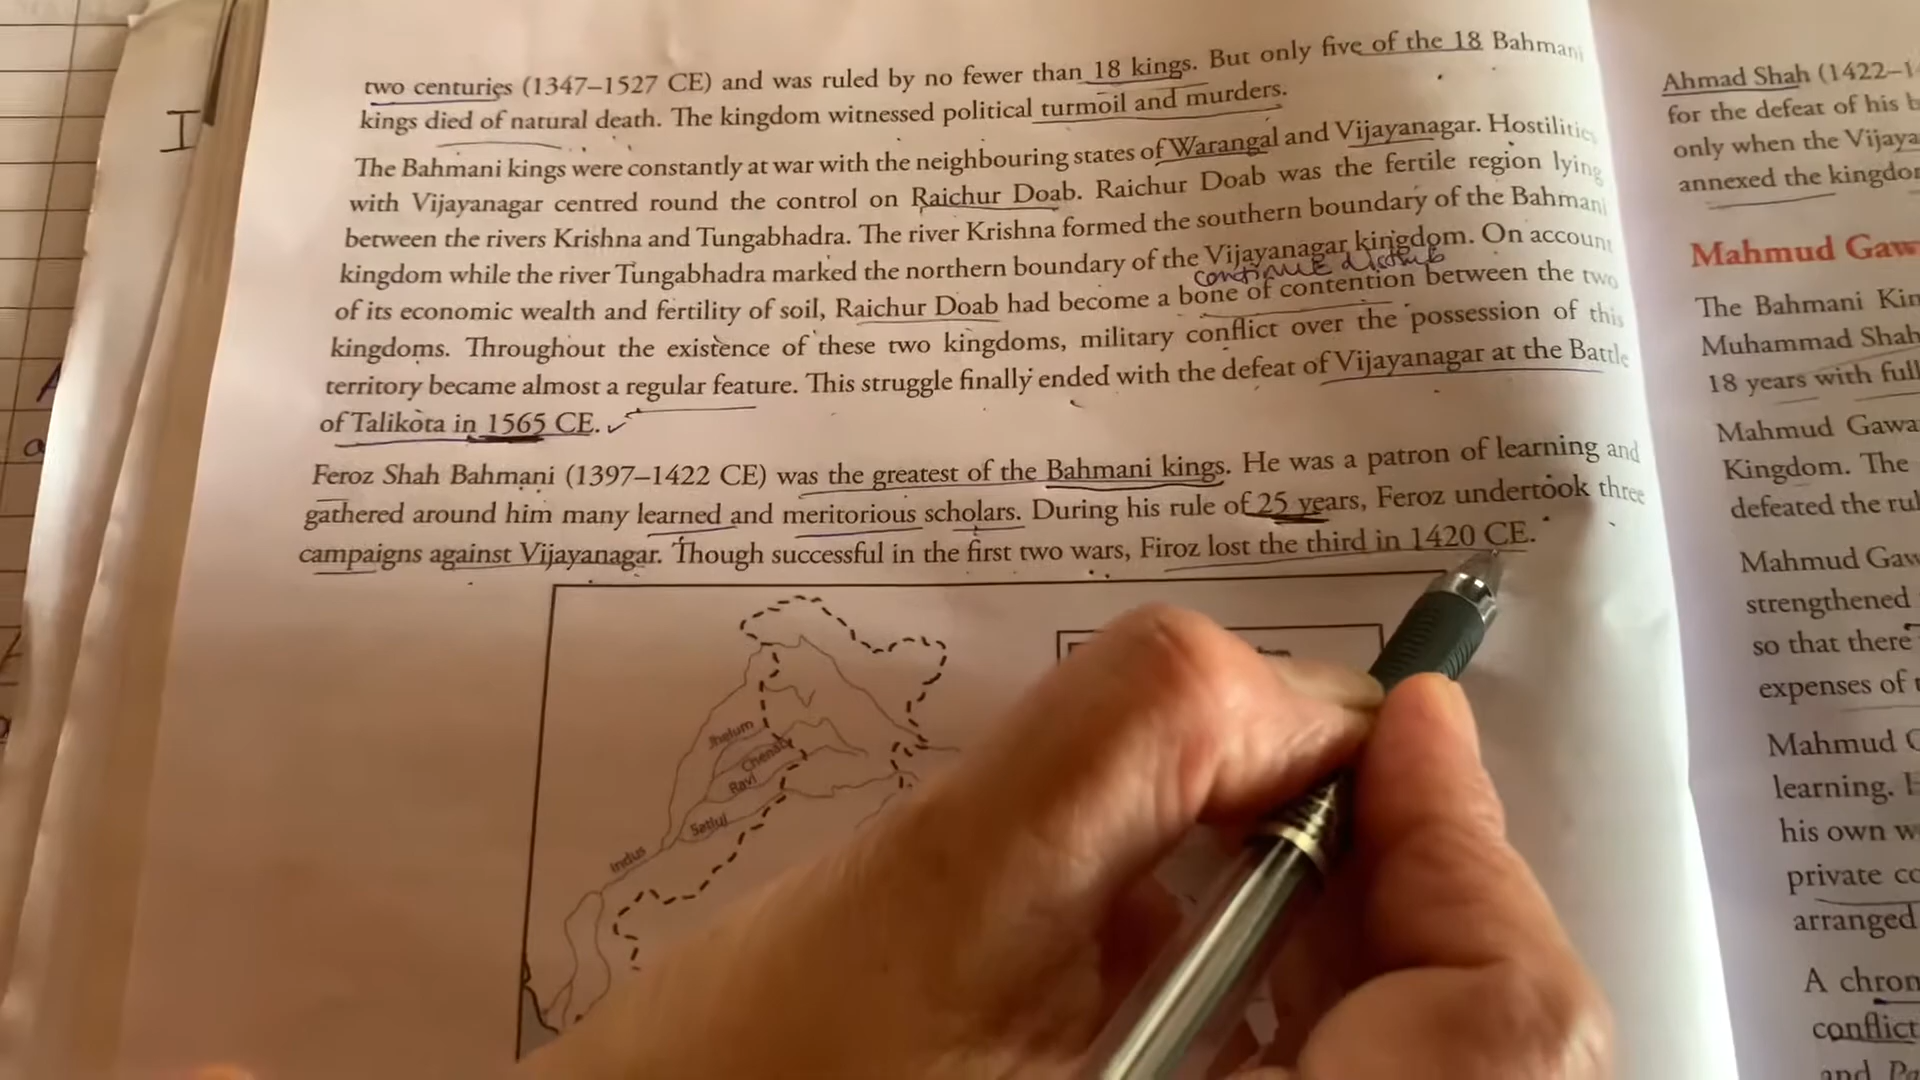 two centuries (1347–1527 CE) and was ruled by no fewer than 18 kings. But only five of the 18 Bahmani
kings died of natural death. The kingdom witnessed political turmoil and murders.
The Bahmani kings were constantly at war with the neighbouring states of Warangal and Vijayanagar. Hostilities
with Vijayanagar centred round the control on Raichur Doab. Raichur Doab was the fertile region lying
between the rivers Krishna and Tungabhadra. The river Krishna formed the southern boundary of the Bahmani
kingdom while the river Tungabhadra marked the northern boundary of the Vijayanagar kingdom. On account
continue
of its economic wealth and fertility of soil, Raichur Doab had become a bone of contention between the two
kingdoms. Throughout the existence of these two kingdoms, military conflict over the possession of this
territory became almost a regular feature. This struggle finally ended with the defeat of Vijayanagar at the Battle
of Talikota in 1565 CE.
Feroz Shah Bahmani (1397–1422 CE) was the greatest of the Bahmani kings. He was a patron of learning and
gathered around him many learned and meritorious scholars. During his rule of 25 years, Feroz undertook three
campaigns against Vijayanagar. Though successful in the first two wars, Firoz lost the third in 1420 CE.
Jhelum
Chenab
Ravi
Satluj
Indus
I
Ahmad Shah (1422–1
for the defeat of his b
only when the Vijaya
annexed the kingdo
Mahmud Gaw
The Bahmani Kin
Muhammad Shah
18 years with full
Mahmud Gawa
Kingdom. The
defeated the rul
Mahmud Gaw
strengthened
so that there
expenses of
Mahmud G
learning. H
his own w
private co
arranged
A chron
conflict
and Pa